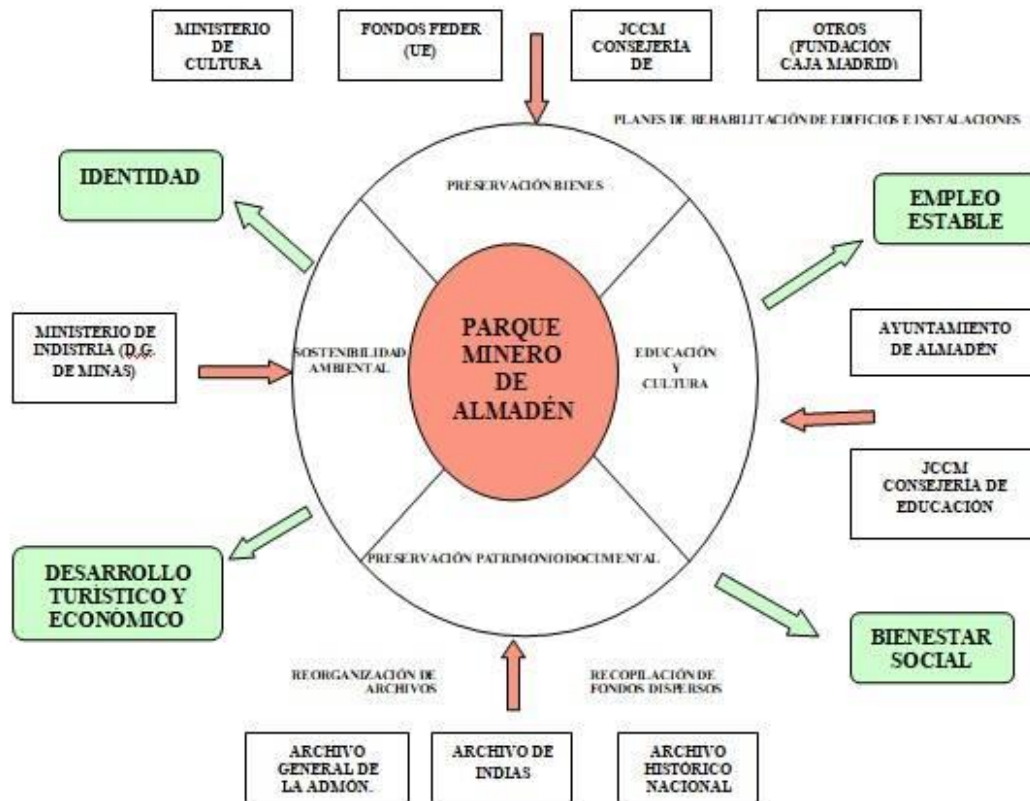 MINISTERIO
DE
CULTURA
FONDOS FEDER
(UE)
JCCM
CONSEJERÍA
DE
OTROS
(FUNDACIÓN
CAJA MADRID)
PLANES DE REHABILITACIÓN DE EDIFICIOS E INSTALACIONES
IDENTIDAD
PRESERVACIÓN BIENES
EMPLEO
ESTABLE
MINISTERIO DE
INDISTRIA (D.G.
DE MINAS)
SOSTENIBILIDAD
AMBIENTAL
PARQUE
MINERO
DE
ALMADÉN
EDUCACIÓN
Y
CULTURA
AYUNTAMIENTO
DE ALMADÉN
JCCM
CONSEJERÍA DE
EDUCACIÓN
DESARROLLO
TURÍSTICO Y
ECONÓMICO
PRESERVACIÓN PATRIMONIO DOCUMENTAL
BIENESTAR
SOCIAL
REORGANIZACIÓN DE
ARCHIVOS
RECOPILACIÓN DE
FONDOS DISPERSOS
ARCHIVO
GENERAL DE
LA ADMÓN.
ARCHIVO DE
INDIAS
ARCHIVO
HISTÓRICO
NACIONAL